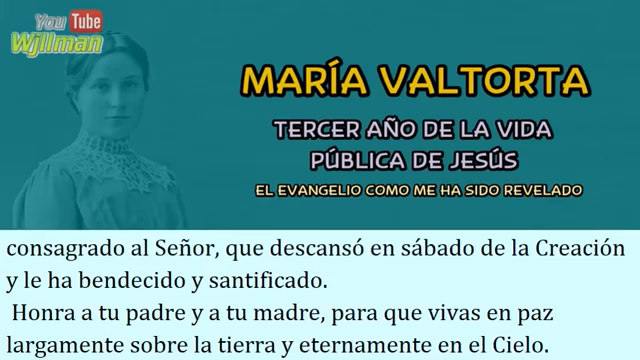 You Tube
Wjllman
MARÍA VALTORTA
TERCER AÑO DE LA VIDA
PÚBLICA DE JESÚS
EL EVANGELIO COMO ME HA SIDO REVELADO
consagrado al Señor, que descansó en sábado de la Creación
y le ha bendecido y santificado.
Honra a tu padre y a tu madre, para que vivas en paz
largamente sobre la tierra y eternamente en el Cielo.